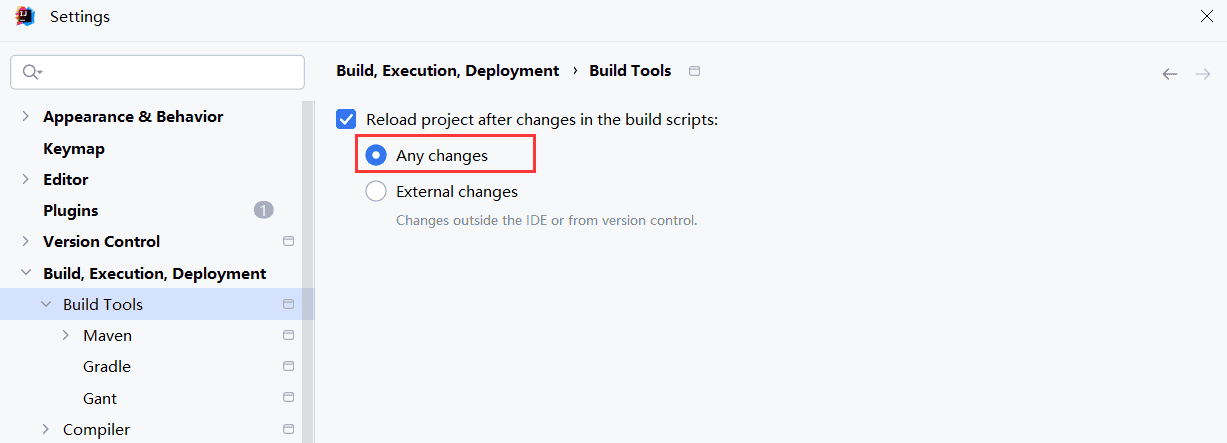 Settings
Build, Execution, Deployment › Build Tools
Reload project after changes in the build scripts:
Any changes
External changes
Changes outside the IDE or from version control.
Appearance & Behavior
Keymap
Editor
Plugins 1
Version Control
Build, Execution, Deployment
Build Tools
Maven
Gradle
Gant
Compiler